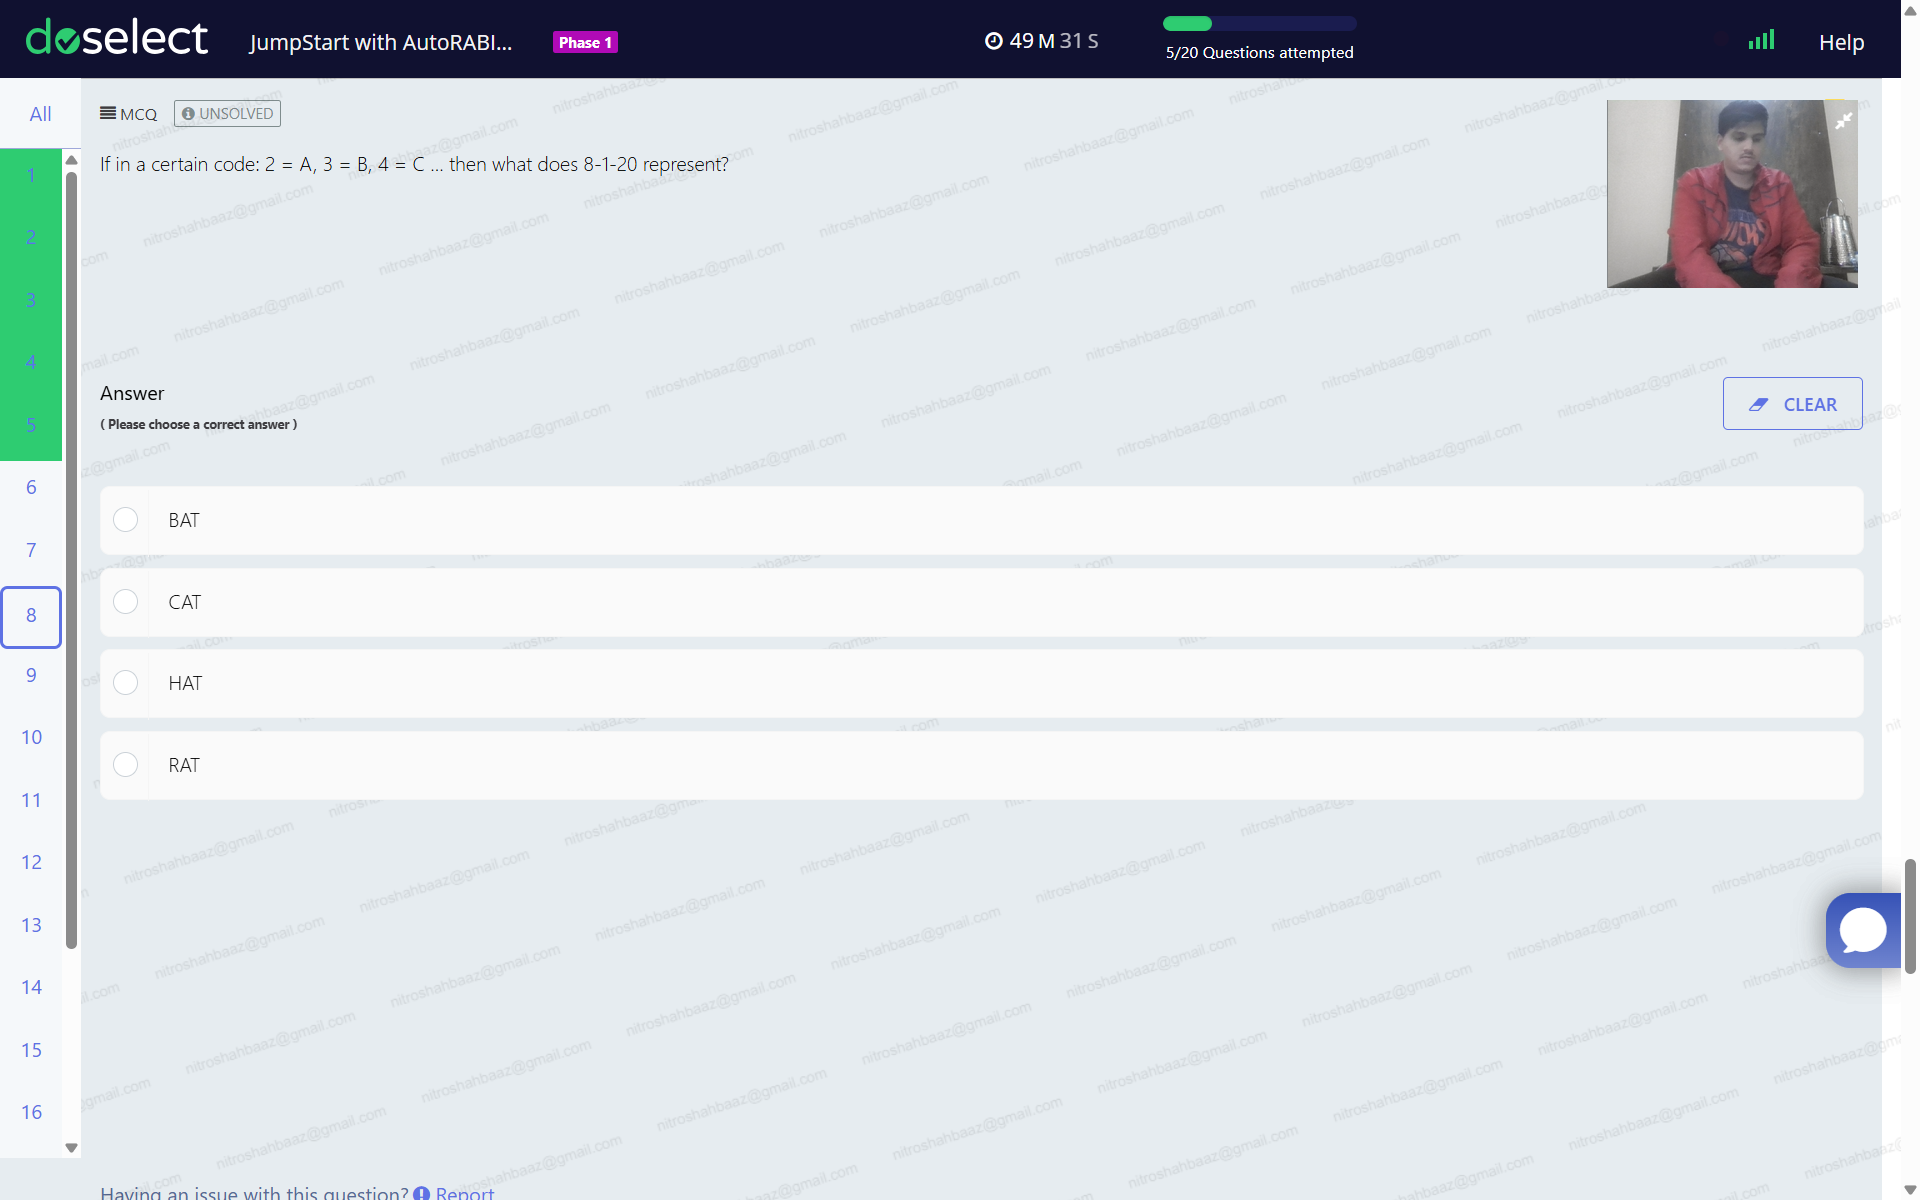 doselect
JumpStart with AutoRABI...
Phase 1
49 M 31 S
5/20 Questions attempted
Help
All
MCQ
UNSOLVED
If in a certain code: 2 = A, 3 = B, 4 = C ... then what does 8-1-20 represent?
Answer
( Please choose a correct answer )
CLEAR
BAT
CAT
HAT
RAT
1
2
3
4
5
6
7
8
9
10
11
12
13
14
15
16
Having an issue with this question? Report
nitroshahbaaz@gmail.com